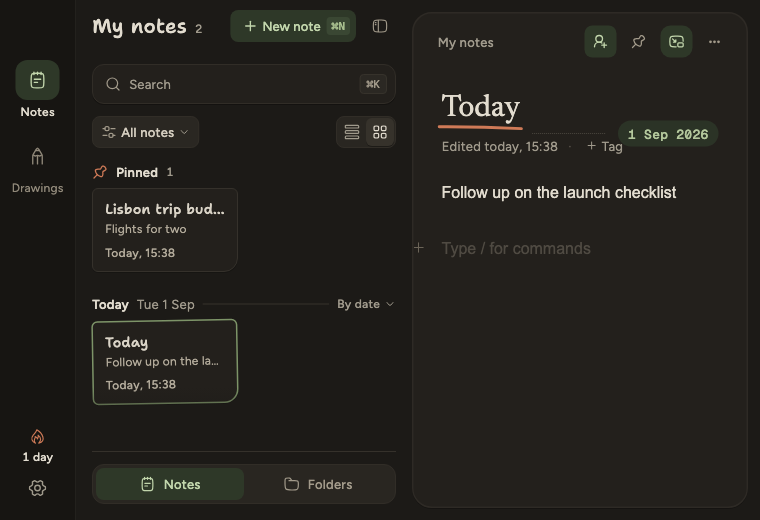 My notes 2
New note ⌘N
Search ⌘K
All notes
Pinned 1
Lisbon trip bud...
Flights for two
Today, 15:38
Today Tue 1 Sep
By date
Today
Follow up on the la...
Today, 15:38
Notes
Folders
Notes
Drawings
1 day
My notes
Today
1 Sep 2026
Edited today, 15:38 · + Tag
Follow up on the launch checklist
+ Type / for commands